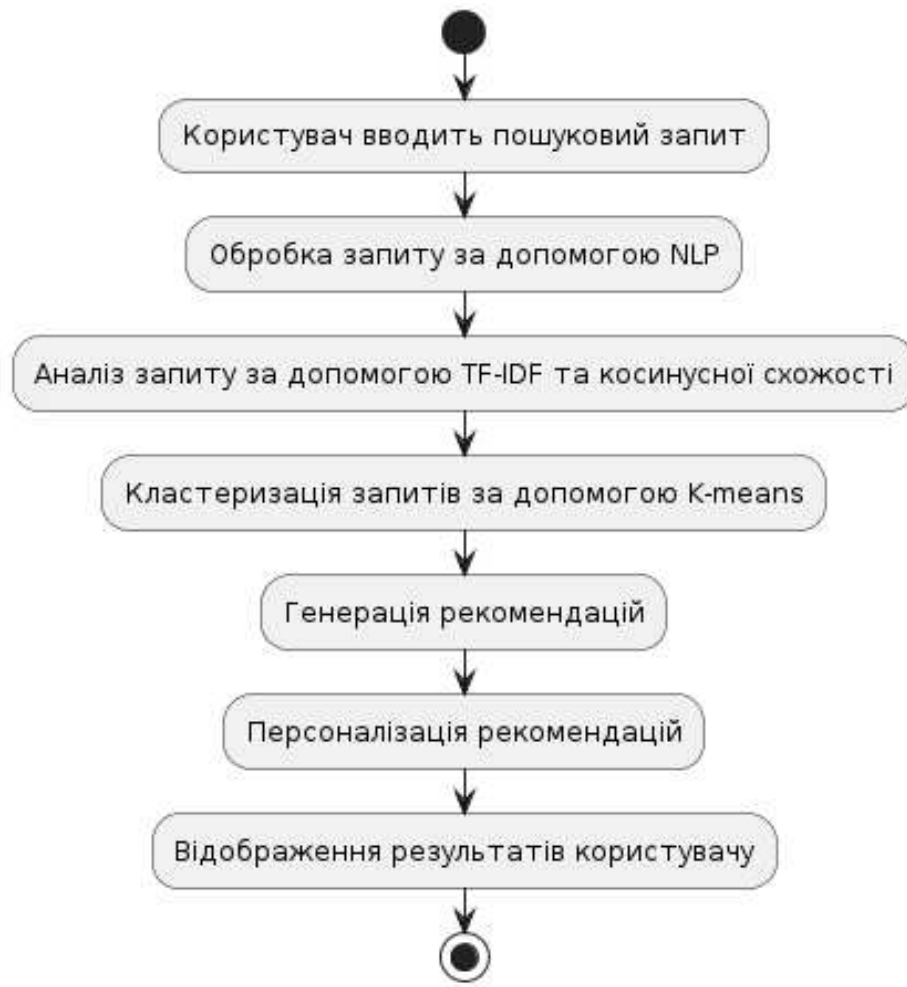 Користувач вводить пошуковий запит
Обробка запиту за допомогою NLP
Аналіз запиту за допомогою TF-IDF та косинусної схожості
Кластеризація запитів за допомогою K-means
Генерація рекомендацій
Персоналізація рекомендацій
Відображення результатів користувачу